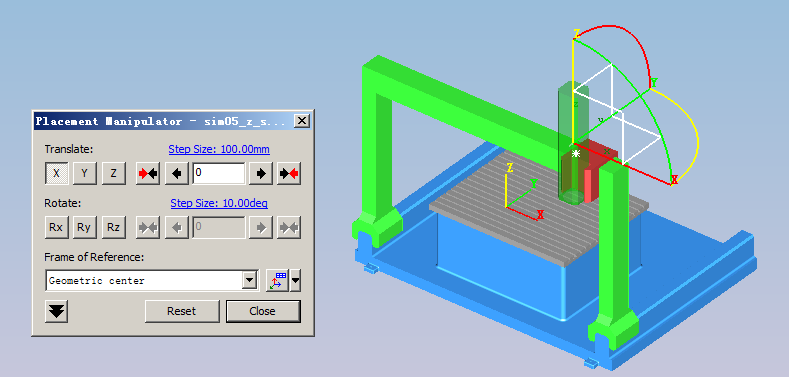 Placement Manipulator - sim05_z_s...
Translate:
Step Size: 100.00mm
X
Y
Z
0
Rotate:
Step Size: 10.00deg
Rx
Ry
Rz
0
Frame of Reference:
Geometric center
Reset
Close
Z
Y
X
Z
X